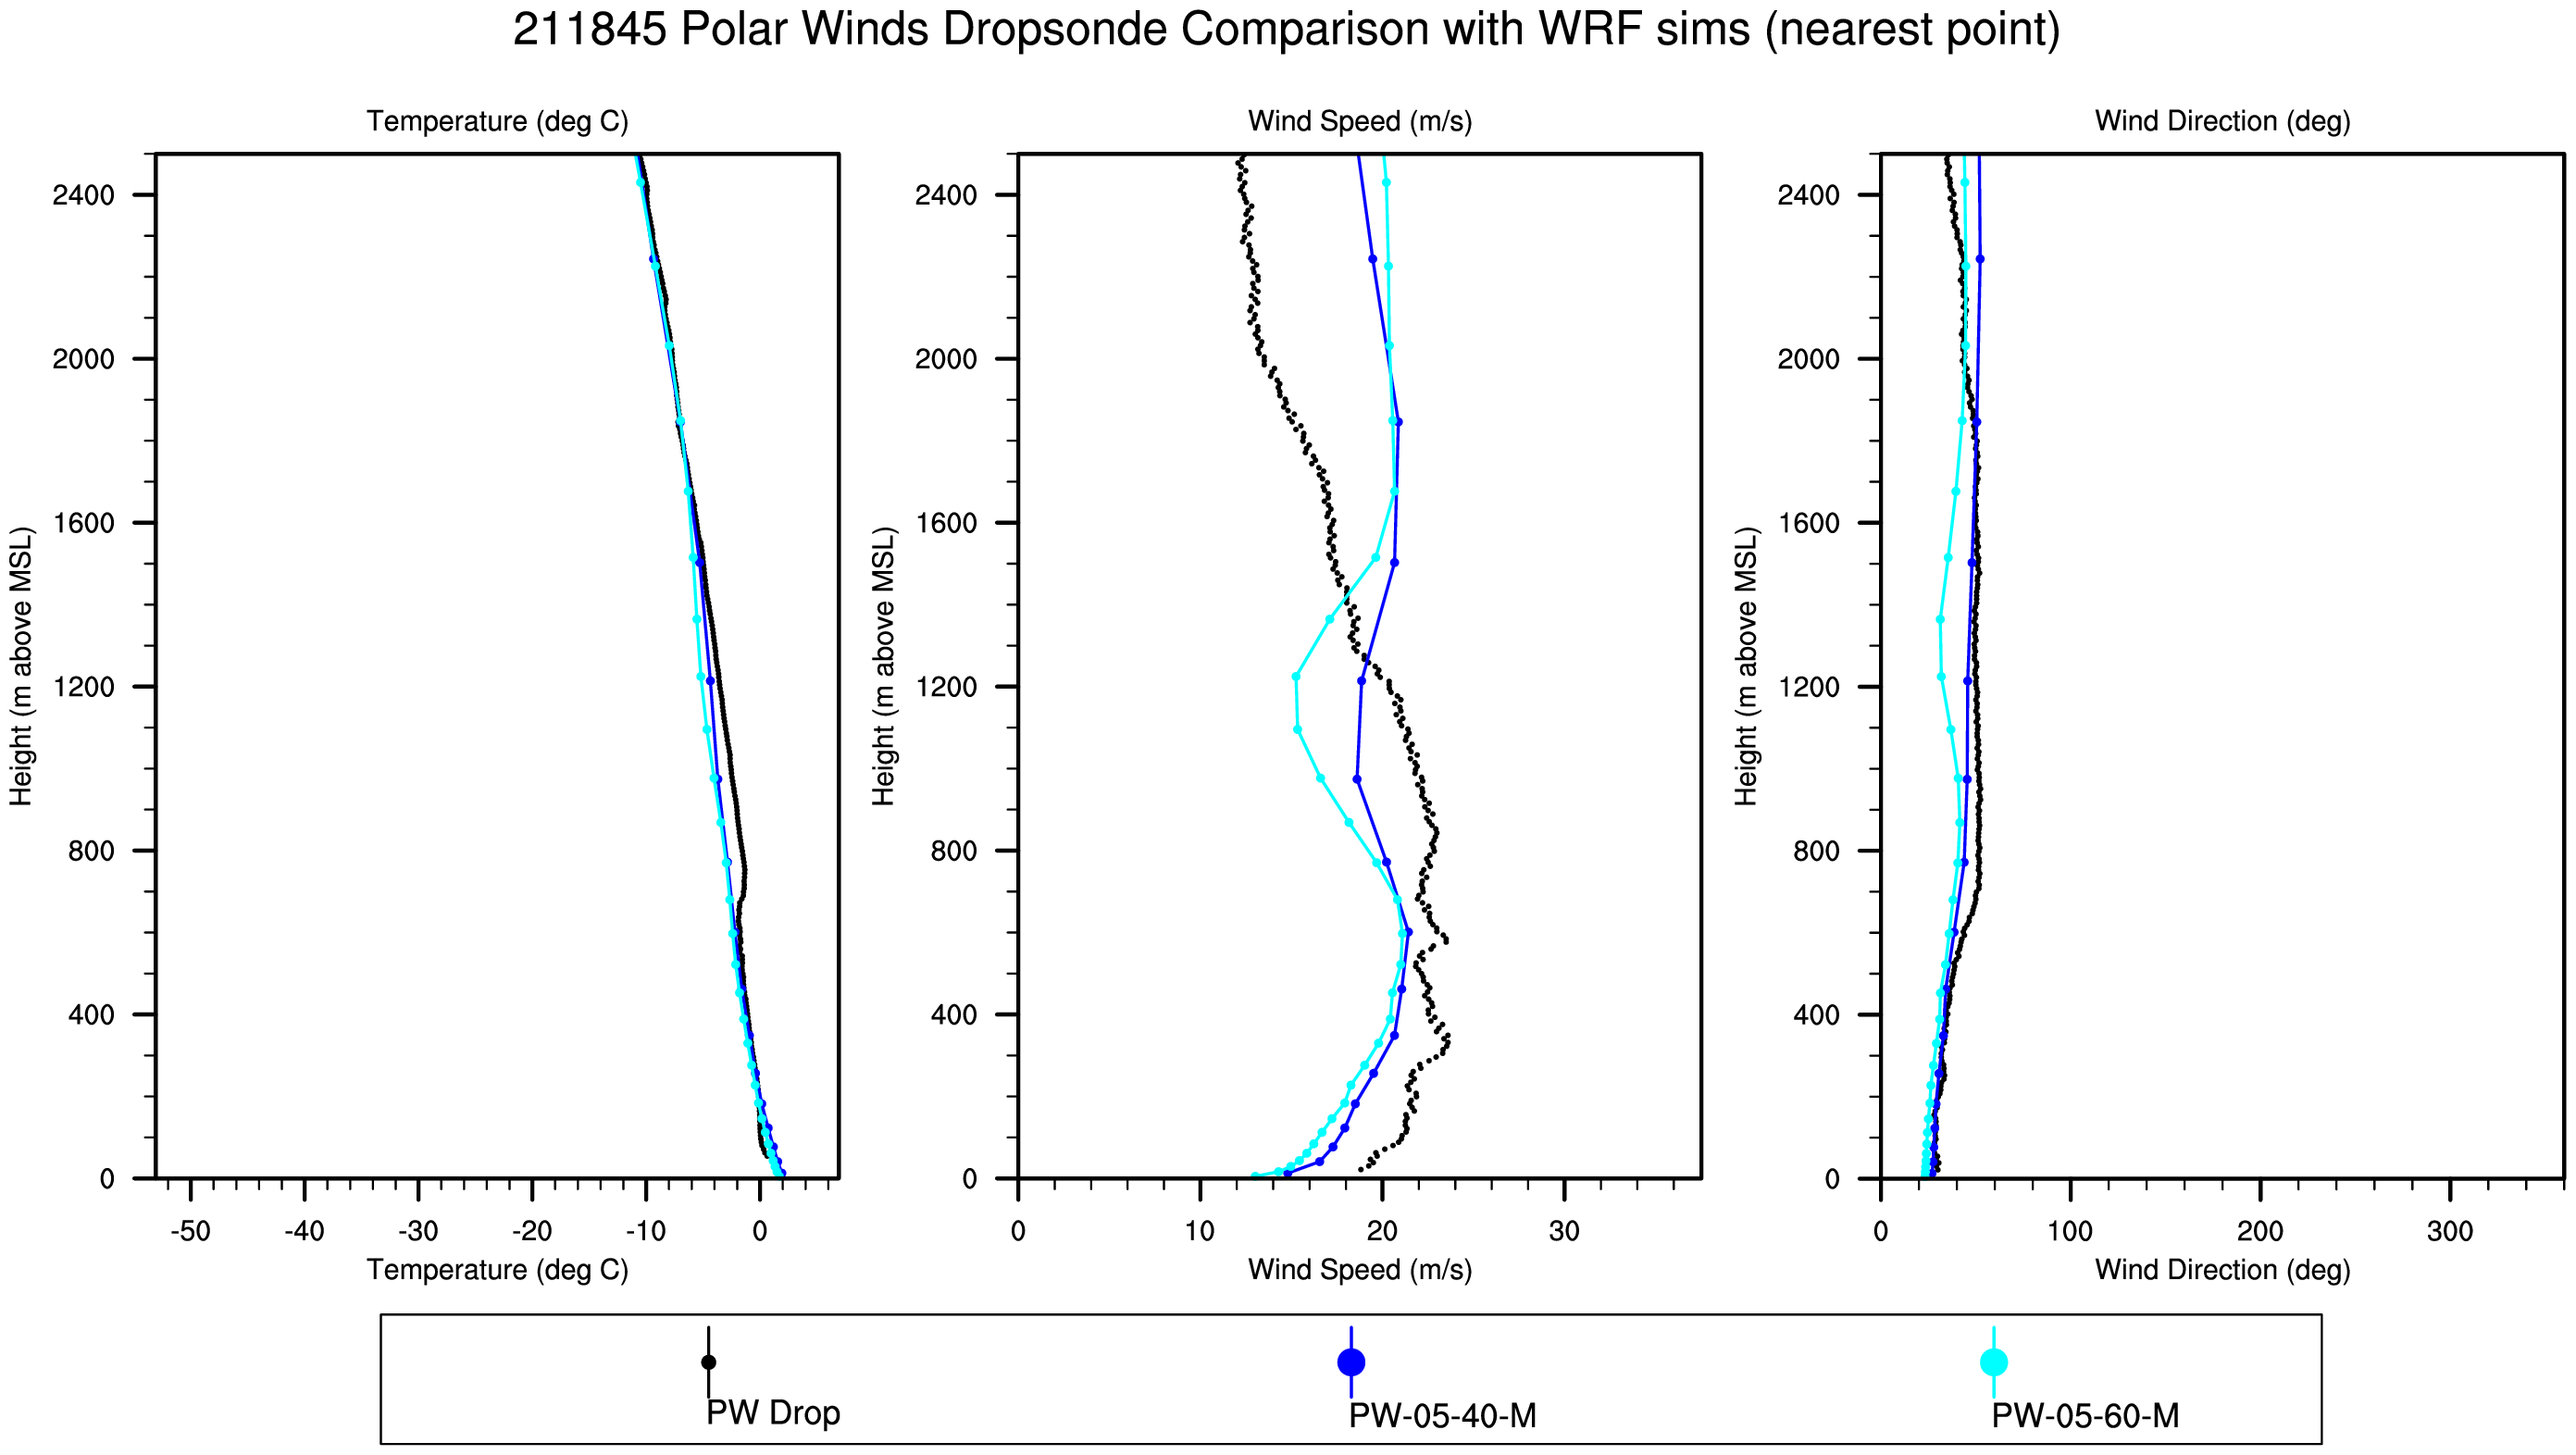 211845 Polar Winds Dropsonde Comparison with WRF sims (nearest point)
Temperature (deg C)
Wind Speed (m/s)
Wind Direction (deg)
Height (m above MSL)
2400
2000
1600
1200
800
400
0
-50 -40 -30 -20 -10 0
Temperature (deg C)
Height (m above MSL)
2400
2000
1600
1200
800
400
0
0 10 20 30
Wind Speed (m/s)
Height (m above MSL)
2400
2000
1600
1200
800
400
0
0 100 200 300
Wind Direction (deg)
PW Drop
PW-05-40-M
PW-05-60-M